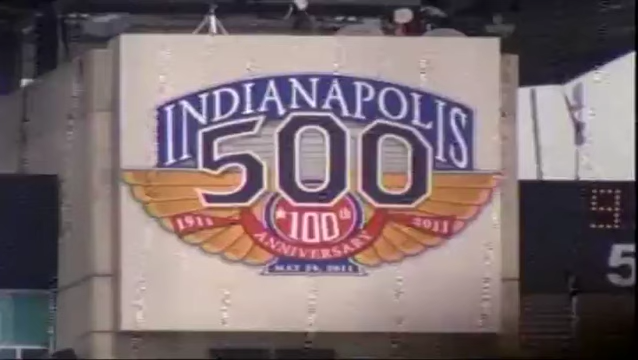 INDIANAPOLIS
500
1911 100th 2011
ANNIVERSARY
MAY 29, 2011
9
5